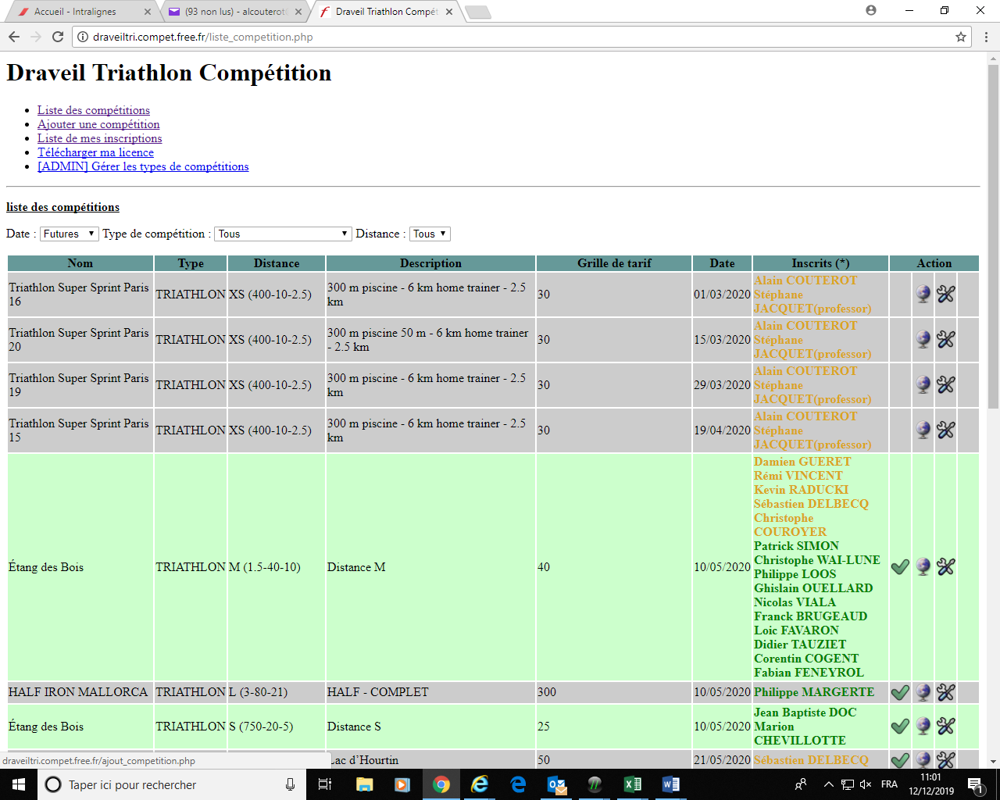 Accueil - Intralignes
(93 non lus) - alcouterot
Draveil Triathlon Compét
draveiltri.compet.free.fr/liste_competition.php
Draveil Triathlon Compétition
Liste des compétitions
Ajouter une compétition
Liste de mes inscriptions
Télécharger ma licence
[ADMIN] Gérer les types de compétitions
liste des compétitions
Date : Futures Type de compétition : Tous Distance : Tous
Nom Type Distance Description Grille de tarif Date Inscrits (*) Action
Triathlon Super Sprint Paris
16
TRIATHLON XS (400-10-2.5)
300 m piscine - 6 km home trainer - 2.5
km
30
01/03/2020
Alain COUTEROT
Stéphane
JACQUET(professor)
Triathlon Super Sprint Paris
20
TRIATHLON XS (400-10-2.5)
300 m piscine 50 m - 6 km home trainer
- 2.5 km
30
15/03/2020
Alain COUTEROT
Stéphane
JACQUET(professor)
Triathlon Super Sprint Paris
19
TRIATHLON XS (400-10-2.5)
300 m piscine - 6 km home trainer - 2.5
km
30
29/03/2020
Alain COUTEROT
Stéphane
JACQUET(professor)
Triathlon Super Sprint Paris
15
TRIATHLON XS (400-10-2.5)
300 m piscine - 6 km home trainer - 2.5
km
30
19/04/2020
Alain COUTEROT
Stéphane
JACQUET(professor)
Étang des Bois TRIATHLON M (1.5-40-10) Distance M 40 10/05/2020
Damien GUERET
Rémi VINCENT
Kevin RADUCKI
Sébastien DELBECQ
Christophe
COUROYER
Patrick SIMON
Christophe WAI-LUNE
Philippe LOOS
Ghislain OUELLARD
Nicolas VIALA
Franck BRUGEAUD
Loic FAVARON
Didier TAUZIET
Corentin COGENT
Fabian FENEYROL
HALF IRON MALLORCA TRIATHLON L (3-80-21) HALF - COMPLET 300 10/05/2020 Philippe MARGERTE
Étang des Bois TRIATHLON S (750-20-5) Distance S 25 10/05/2020
Jean Baptiste DOC
Marion
CHEVILLOTTE
Lac d'Hourtin 50 21/05/2020 Sébastien DELBECQ
draveiltri.compet.free.fr/ajout_competition.php
Taper ici pour rechercher
FRA
11:01
12/12/2019
1